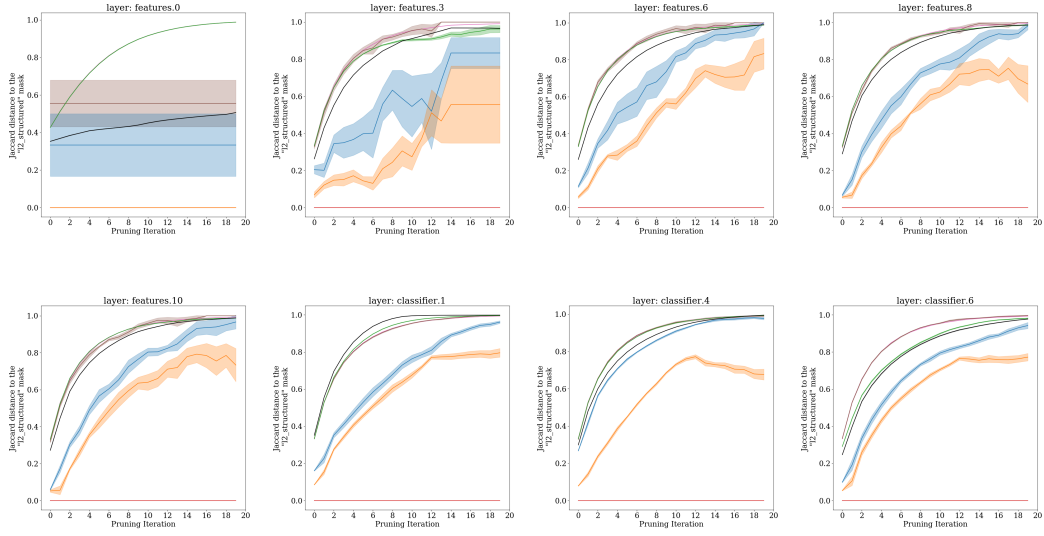 layer: features.0
Jaccard distance to the
"l2_structured" mask
1.0
0.8
0.6
0.4
0.2
0.0
0 2 4 6 8 10 12 14 16 18 20
Pruning Iteration
layer: features.3
Jaccard distance to the
"l2_structured" mask
1.0
0.8
0.6
0.4
0.2
0.0
0 2 4 6 8 10 12 14 16 18 20
Pruning Iteration
layer: features.6
Jaccard distance to the
"l2_structured" mask
1.0
0.8
0.6
0.4
0.2
0.0
0 2 4 6 8 10 12 14 16 18 20
Pruning Iteration
layer: features.8
Jaccard distance to the
"l2_structured" mask
1.0
0.8
0.6
0.4
0.2
0.0
0 2 4 6 8 10 12 14 16 18 20
Pruning Iteration
layer: features.10
Jaccard distance to the
"l2_structured" mask
1.0
0.8
0.6
0.4
0.2
0.0
0 2 4 6 8 10 12 14 16 18 20
Pruning Iteration
layer: classifier.1
Jaccard distance to the
"l2_structured" mask
1.0
0.8
0.6
0.4
0.2
0.0
0 2 4 6 8 10 12 14 16 18 20
Pruning Iteration
layer: classifier.4
Jaccard distance to the
"l2_structured" mask
1.0
0.8
0.6
0.4
0.2
0.0
0 2 4 6 8 10 12 14 16 18 20
Pruning Iteration
layer: classifier.6
Jaccard distance to the
"l2_structured" mask
1.0
0.8
0.6
0.4
0.2
0.0
0 2 4 6 8 10 12 14 16 18 20
Pruning Iteration